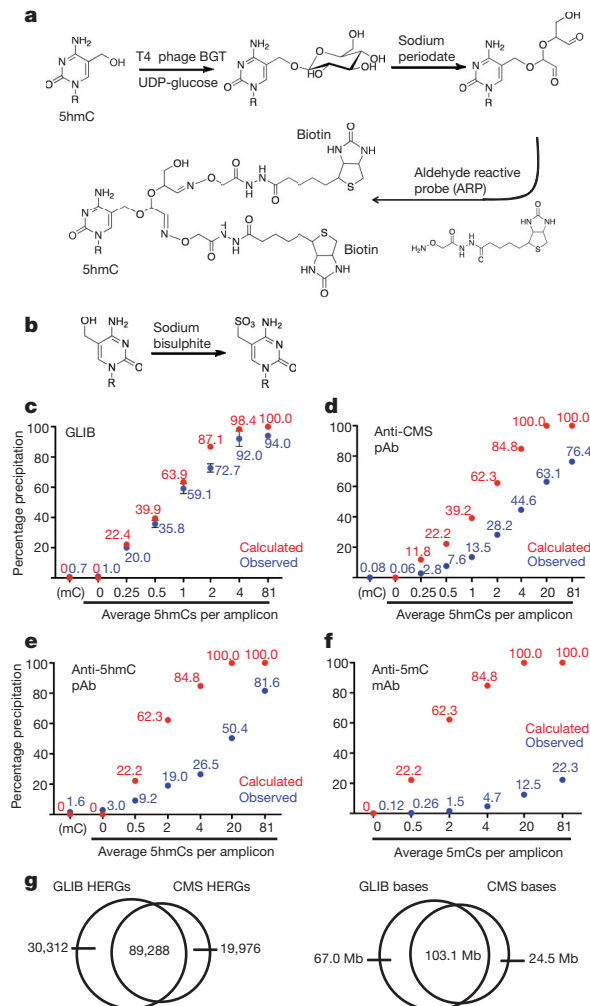 a
NH2
OH
N
O
N
R
5hmC
T4 phage BGT
UDP-glucose
NH2
N
O
N
R
O
O
HO
HO
OH
OH
Sodium
periodate
NH2
N
O
N
R
O
O
O
O
O
HO
Aldehyde reactive
probe (ARP)
Biotin
Biotin
5hmC
b
OH NH2
N
N
O
R
Sodium
bisulphite
SO3 NH2
N
N
O
R
c
GLIB
Percentage precipitation
100
80
60
40
20
0 0.7
0 1.0
22.4
20.0
39.9
35.8
63.9
59.1
87.1
72.7
98.4
92.0
100.0
94.0
Calculated
Observed
(mC) 0 0.25 0.5 1 2 4 81
Average 5hmCs per amplicon
d
Anti-CMS
pAb
100
80
60
40
20
0.08
0 0.06
11.8
2.8
22.2
7.6
39.2
13.5
62.3
28.2
84.8
44.6
100.0
63.1
100.0
76.4
Calculated
Observed
(mC) 0 0.25 0.5 1 2 4 20 81
Average 5hmCs per amplicon
e
Anti-5hmC
pAb
Percentage precipitation
100
80
60
40
20
0 1.6
0 3.0
22.2
9.2
62.3
19.0
84.8
26.5
100.0
50.4
100.0
81.6
Calculated
Observed
(mC) 0 0.5 2 4 20 81
Average 5hmCs per amplicon
f
Anti-5mC
mAb
100
80
60
40
20
0 0.12
22.2
0.26
62.3
1.5
84.8
4.7
100.0
12.5
100.0
22.3
Calculated
Observed
0 0.5 2 4 20 81
Average 5mCs per amplicon
g
GLIB HERGs CMS HERGs
30,312 89,288 19,976
GLIB bases CMS bases
67.0 Mb 103.1 Mb 24.5 Mb